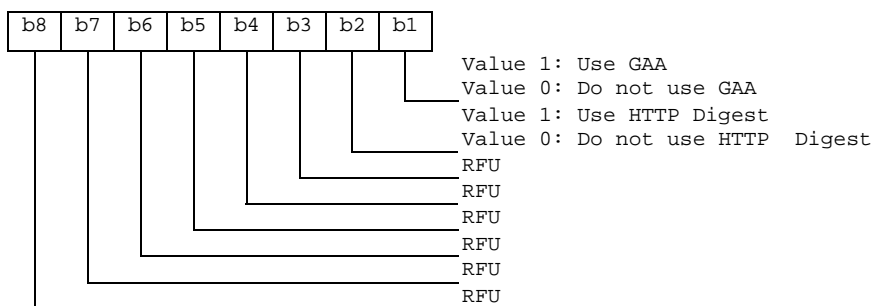 b8 b7 b6 b5 b4 b3 b2 b1
Value 1: Use GAA
Value 0: Do not use GAA
Value 1: Use HTTP Digest
Value 0: Do not use HTTP Digest
RFU
RFU
RFU
RFU
RFU
RFU